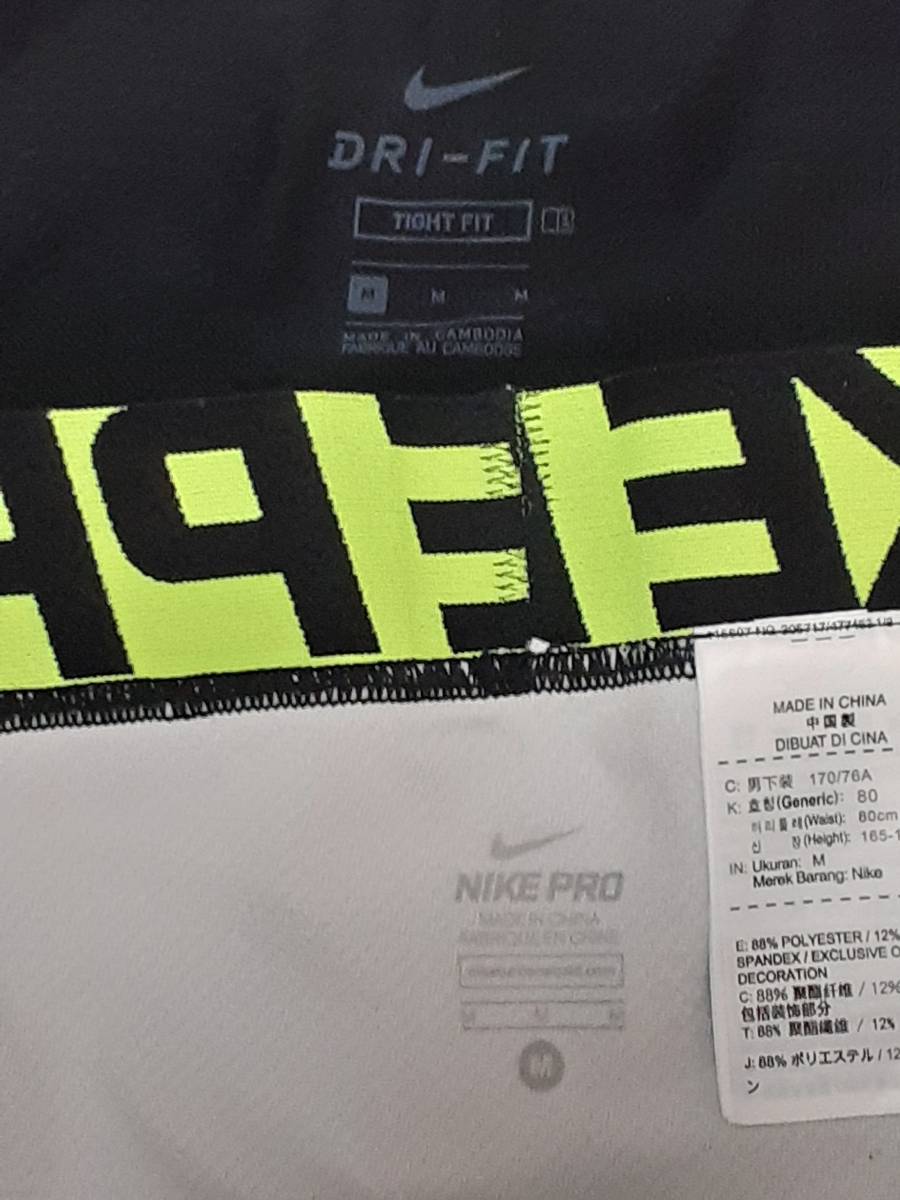 DRI-FIT
TIGHT FIT
M M M
MADE IN CAMBODIA
FABRIQUÉ AU CAMBODGE
MADE IN CHINA
中国製
DIBUAT DI CINA
C: 男下装 170/76A
K: 호칭(Generic): 80
허리둘레(Waist): 80cm
신 장(Height): 165-1
IN: Ukuran: M
Merek Barang: Nike
E: 88% POLYESTER / 12%
SPANDEX / EXCLUSIVE O
DECORATION
C: 88% 聚酯纤维 / 12%
包括装饰部分
T: 88% 聚酯纖維 / 12%
J: 88% ポリエステル / 12
ン
NIKE PRO
MADE IN CHINA
FABRIQUÉ EN CHINE
M M M
M